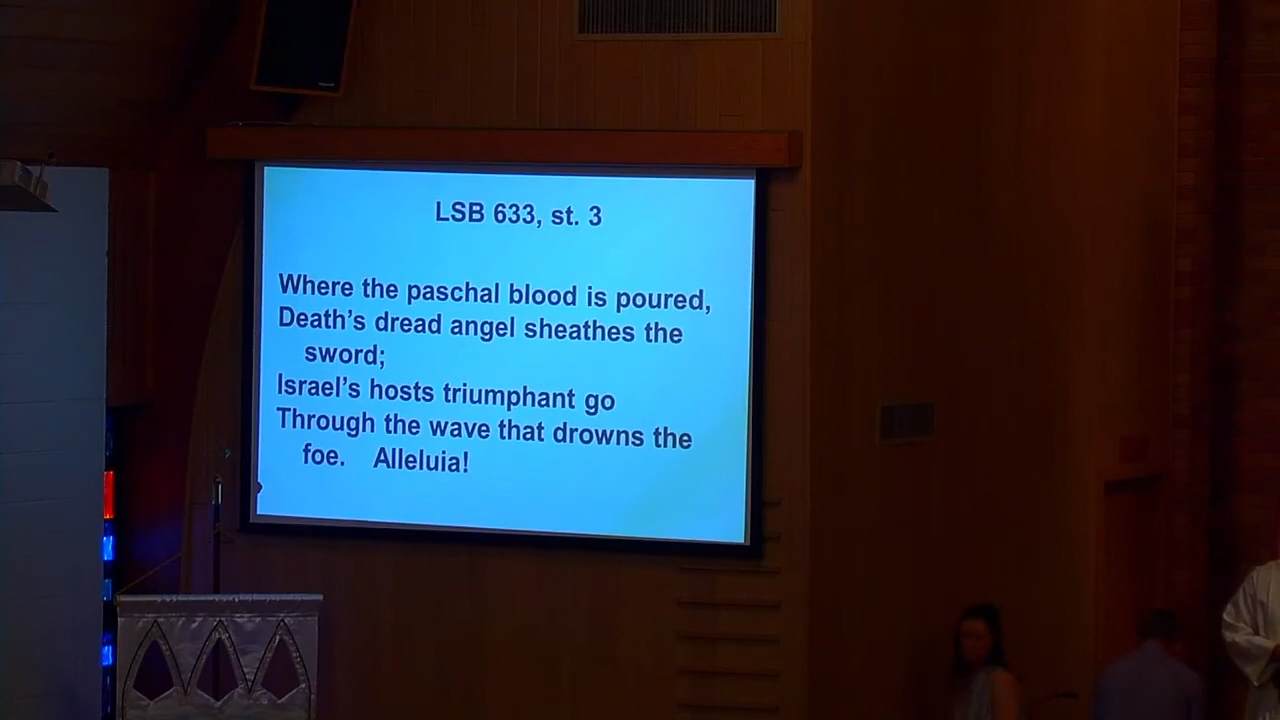 LSB 633, st. 3
Where the paschal blood is poured,
Death's dread angel sheathes the
sword;
Israel's hosts triumphant go
Through the wave that drowns the
foe. Alleluia!